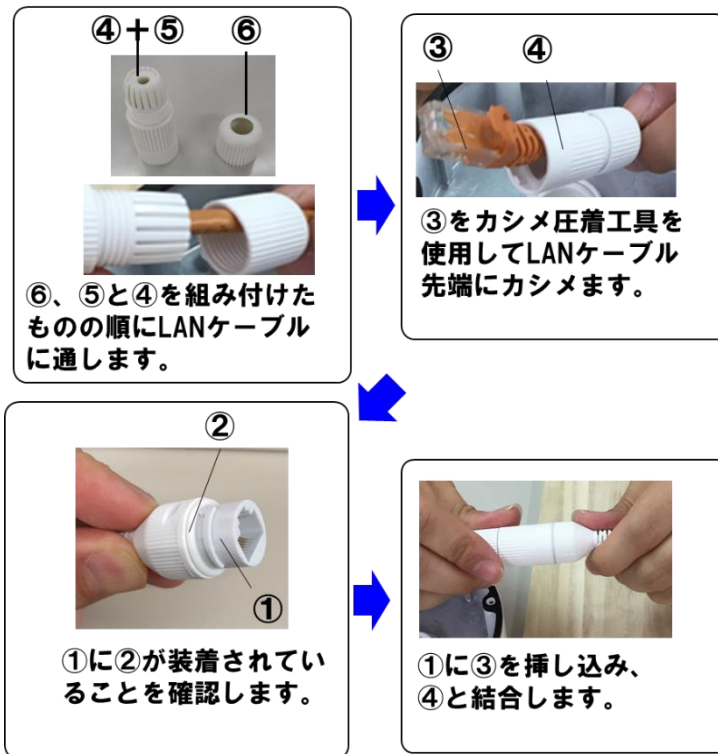 ④+⑤ ⑥
⑥、⑤と④を組み付けた
ものの順にLANケーブル
に通します。
③ ④
③をカシメ圧着工具を
使用してLANケーブル
先端にカシメます。
②
①
①に②が装着されてい
ることを確認します。
①に③を挿し込み、
④と結合します。